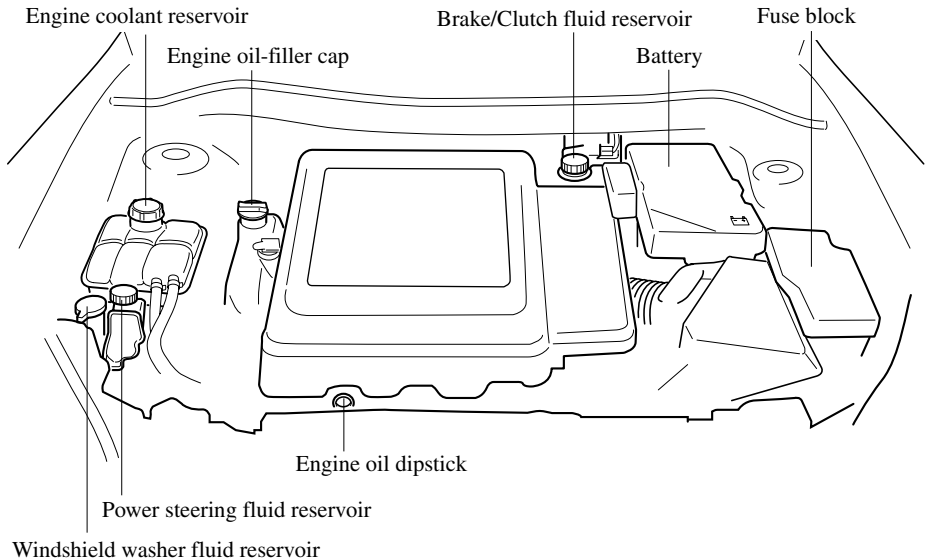 Engine coolant reservoir
Brake/Clutch fluid reservoir
Fuse block
Engine oil-filler cap
Battery
Engine oil dipstick
Power steering fluid reservoir
Windshield washer fluid reservoir